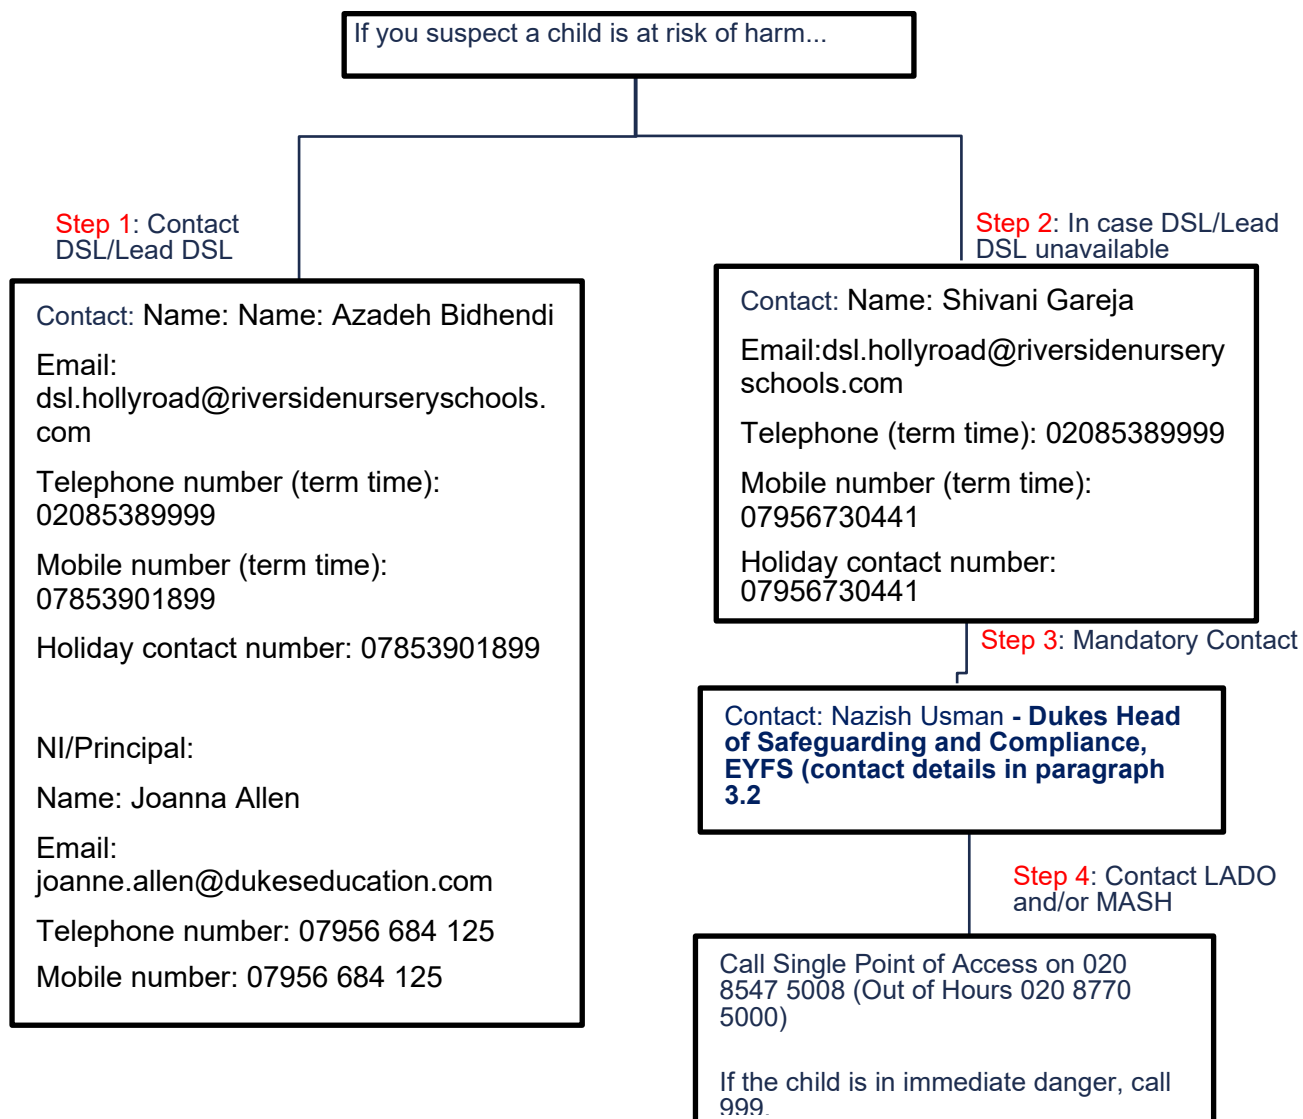 If you suspect a child is at risk of harm...
Step 1: Contact
DSL/Lead DSL
Contact: Name: Name: Azadeh Bidhendi
Email:
dsl.hollyroad@riversidenurseryschools.
com
Telephone number (term time):
02085389999
Mobile number (term time):
07853901899
Holiday contact number: 07853901899
NI/Principal:
Name: Joanna Allen
Email:
joanne.allen@dukeseducation.com
Telephone number: 07956 684 125
Mobile number: 07956 684 125
Step 2: In case DSL/Lead
DSL unavailable
Contact: Name: Shivani Gareja
Email:dsl.hollyroad@riversidenursery
schools.com
Telephone (term time): 02085389999
Mobile number (term time):
07956730441
Holiday contact number:
07956730441
Step 3: Mandatory Contact
Contact: Nazish Usman - Dukes Head
of Safeguarding and Compliance,
EYFS (contact details in paragraph
3.2
Step 4: Contact LADO
and/or MASH
Call Single Point of Access on 020
8547 5008 (Out of Hours 020 8770
5000)
If the child is in immediate danger, call
999.